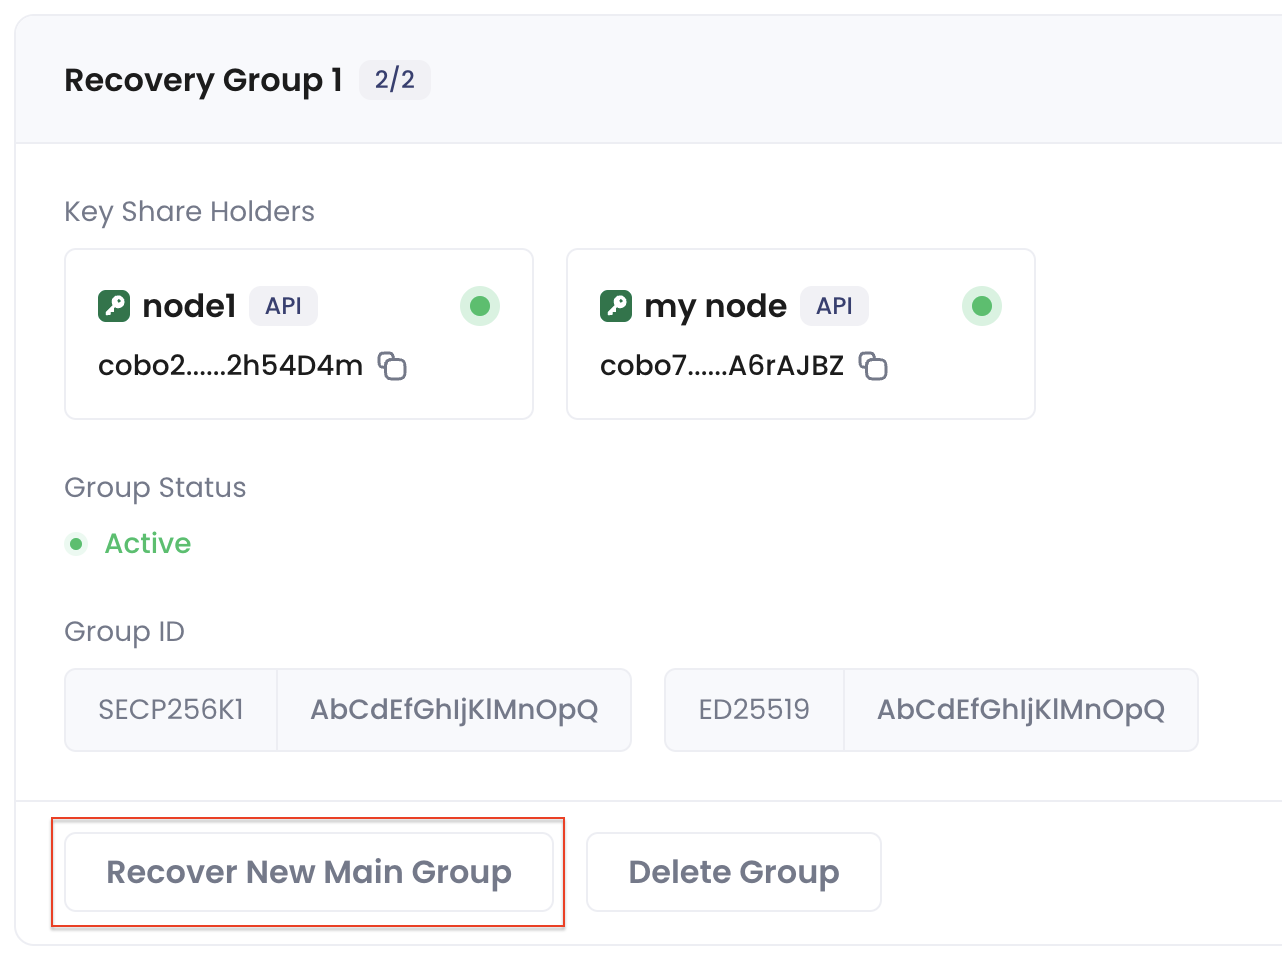 Recovery Group 1 2/2
Key Share Holders
node1 API
cobo2......2h54D4m
my node API
cobo7......A6rAJBZ
Group Status
Active
Group ID
SECP256K1 AbCdEfGhIjKlMnOpQ
ED25519 AbCdEfGhIjKlMnOpQ
Recover New Main Group
Delete Group